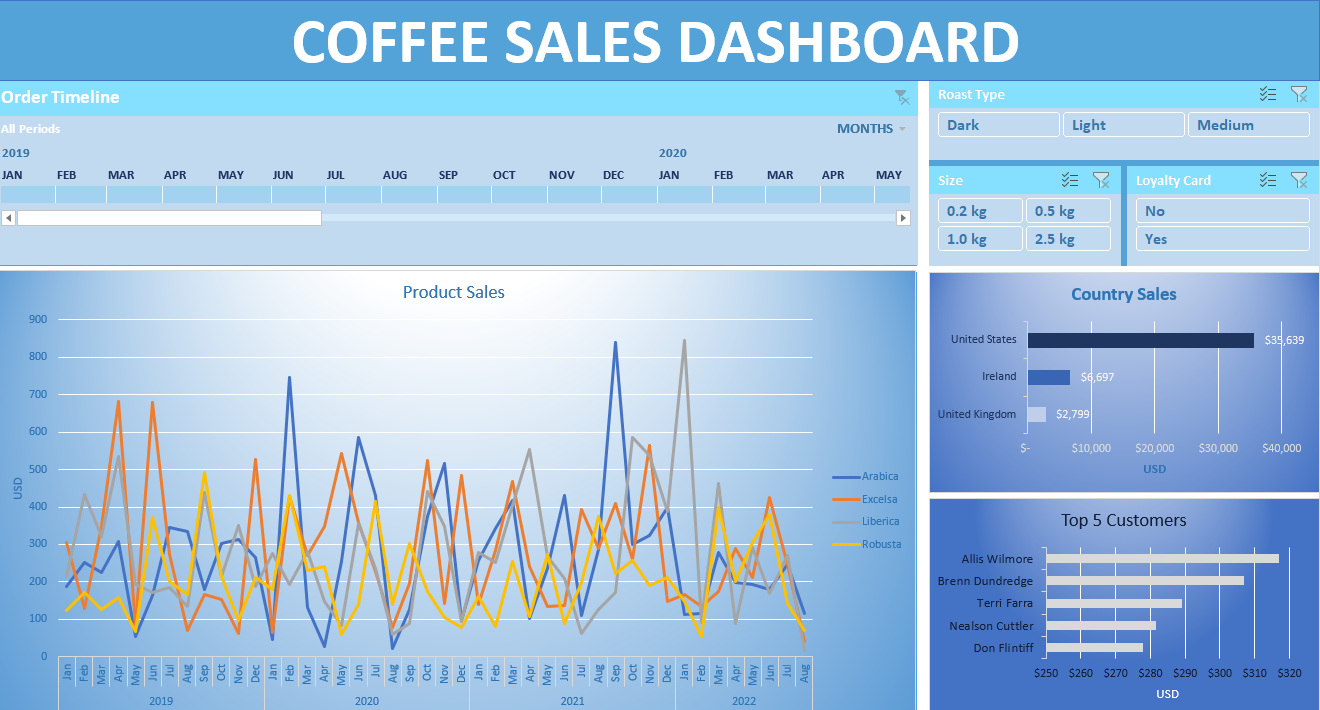 COFFEE SALES DASHBOARD
Order Timeline
All Periods
MONTHS
2019 2020
JAN FEB MAR APR MAY JUN JUL AUG SEP OCT NOV DEC JAN FEB MAR APR MAY
Roast Type
Dark Light Medium
Size
0.2 kg 0.5 kg
1.0 kg 2.5 kg
Loyalty Card
No
Yes
Product Sales
900
800
700
600
500
400
300
200
100
0
USD
Jan Feb Mar Apr May Jun Jul Aug Sep Oct Nov Dec Jan Feb Mar Apr May Jun Jul Aug Sep Oct Nov Dec Jan Feb Mar Apr May Jun Jul Aug Sep Oct Nov Dec Jan Feb Mar Apr May Jun Jul Aug
2019 2020 2021 2022
Arabica
Excelsa
Liberica
Robusta
Country Sales
United States $35,639
Ireland $6,697
United Kingdom $2,799
$- $10,000 $20,000 $30,000 $40,000
USD
Top 5 Customers
Allis Wilmore
Brenn Dundredge
Terri Farra
Nealson Cuttler
Don Flintiff
$250 $260 $270 $280 $290 $300 $310 $320
USD